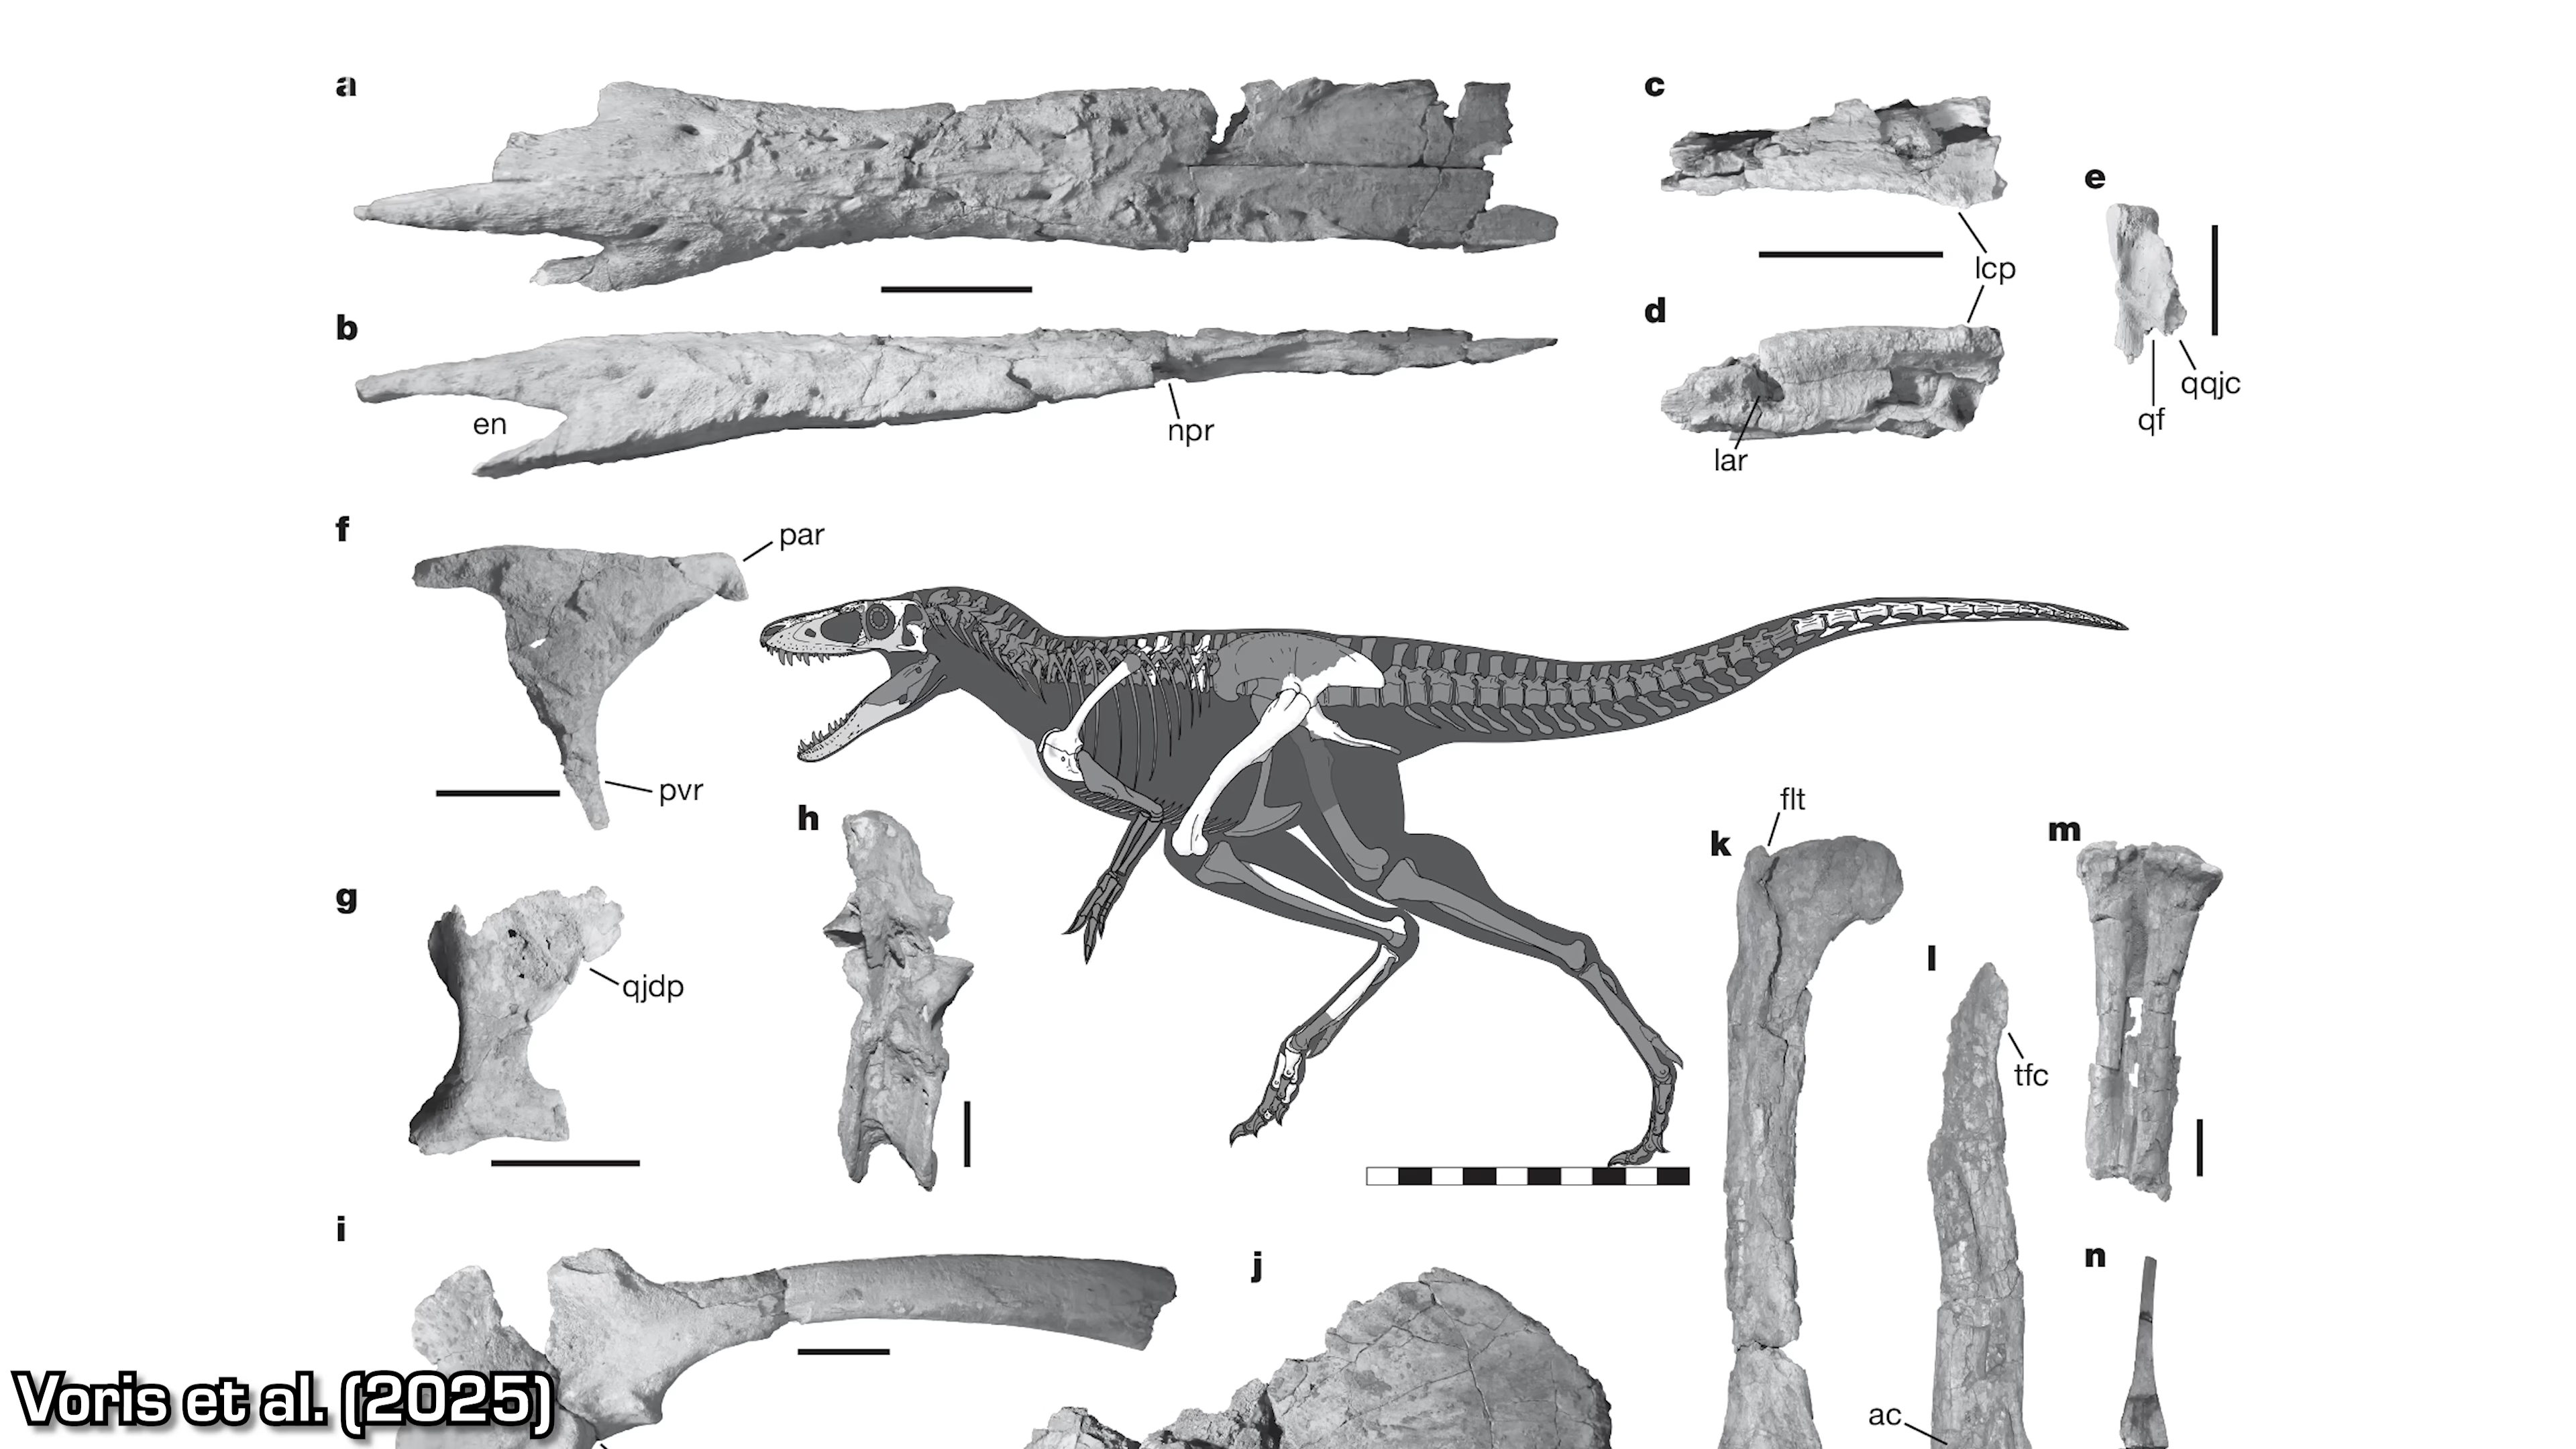 a
b
en
npr
c
d
lcp
lar
e
qf
qqjc
f
par
pvr
g
qjdp
h
i
j
k
flt
l
tfc
ac
m
n
Voris et al. (2025)